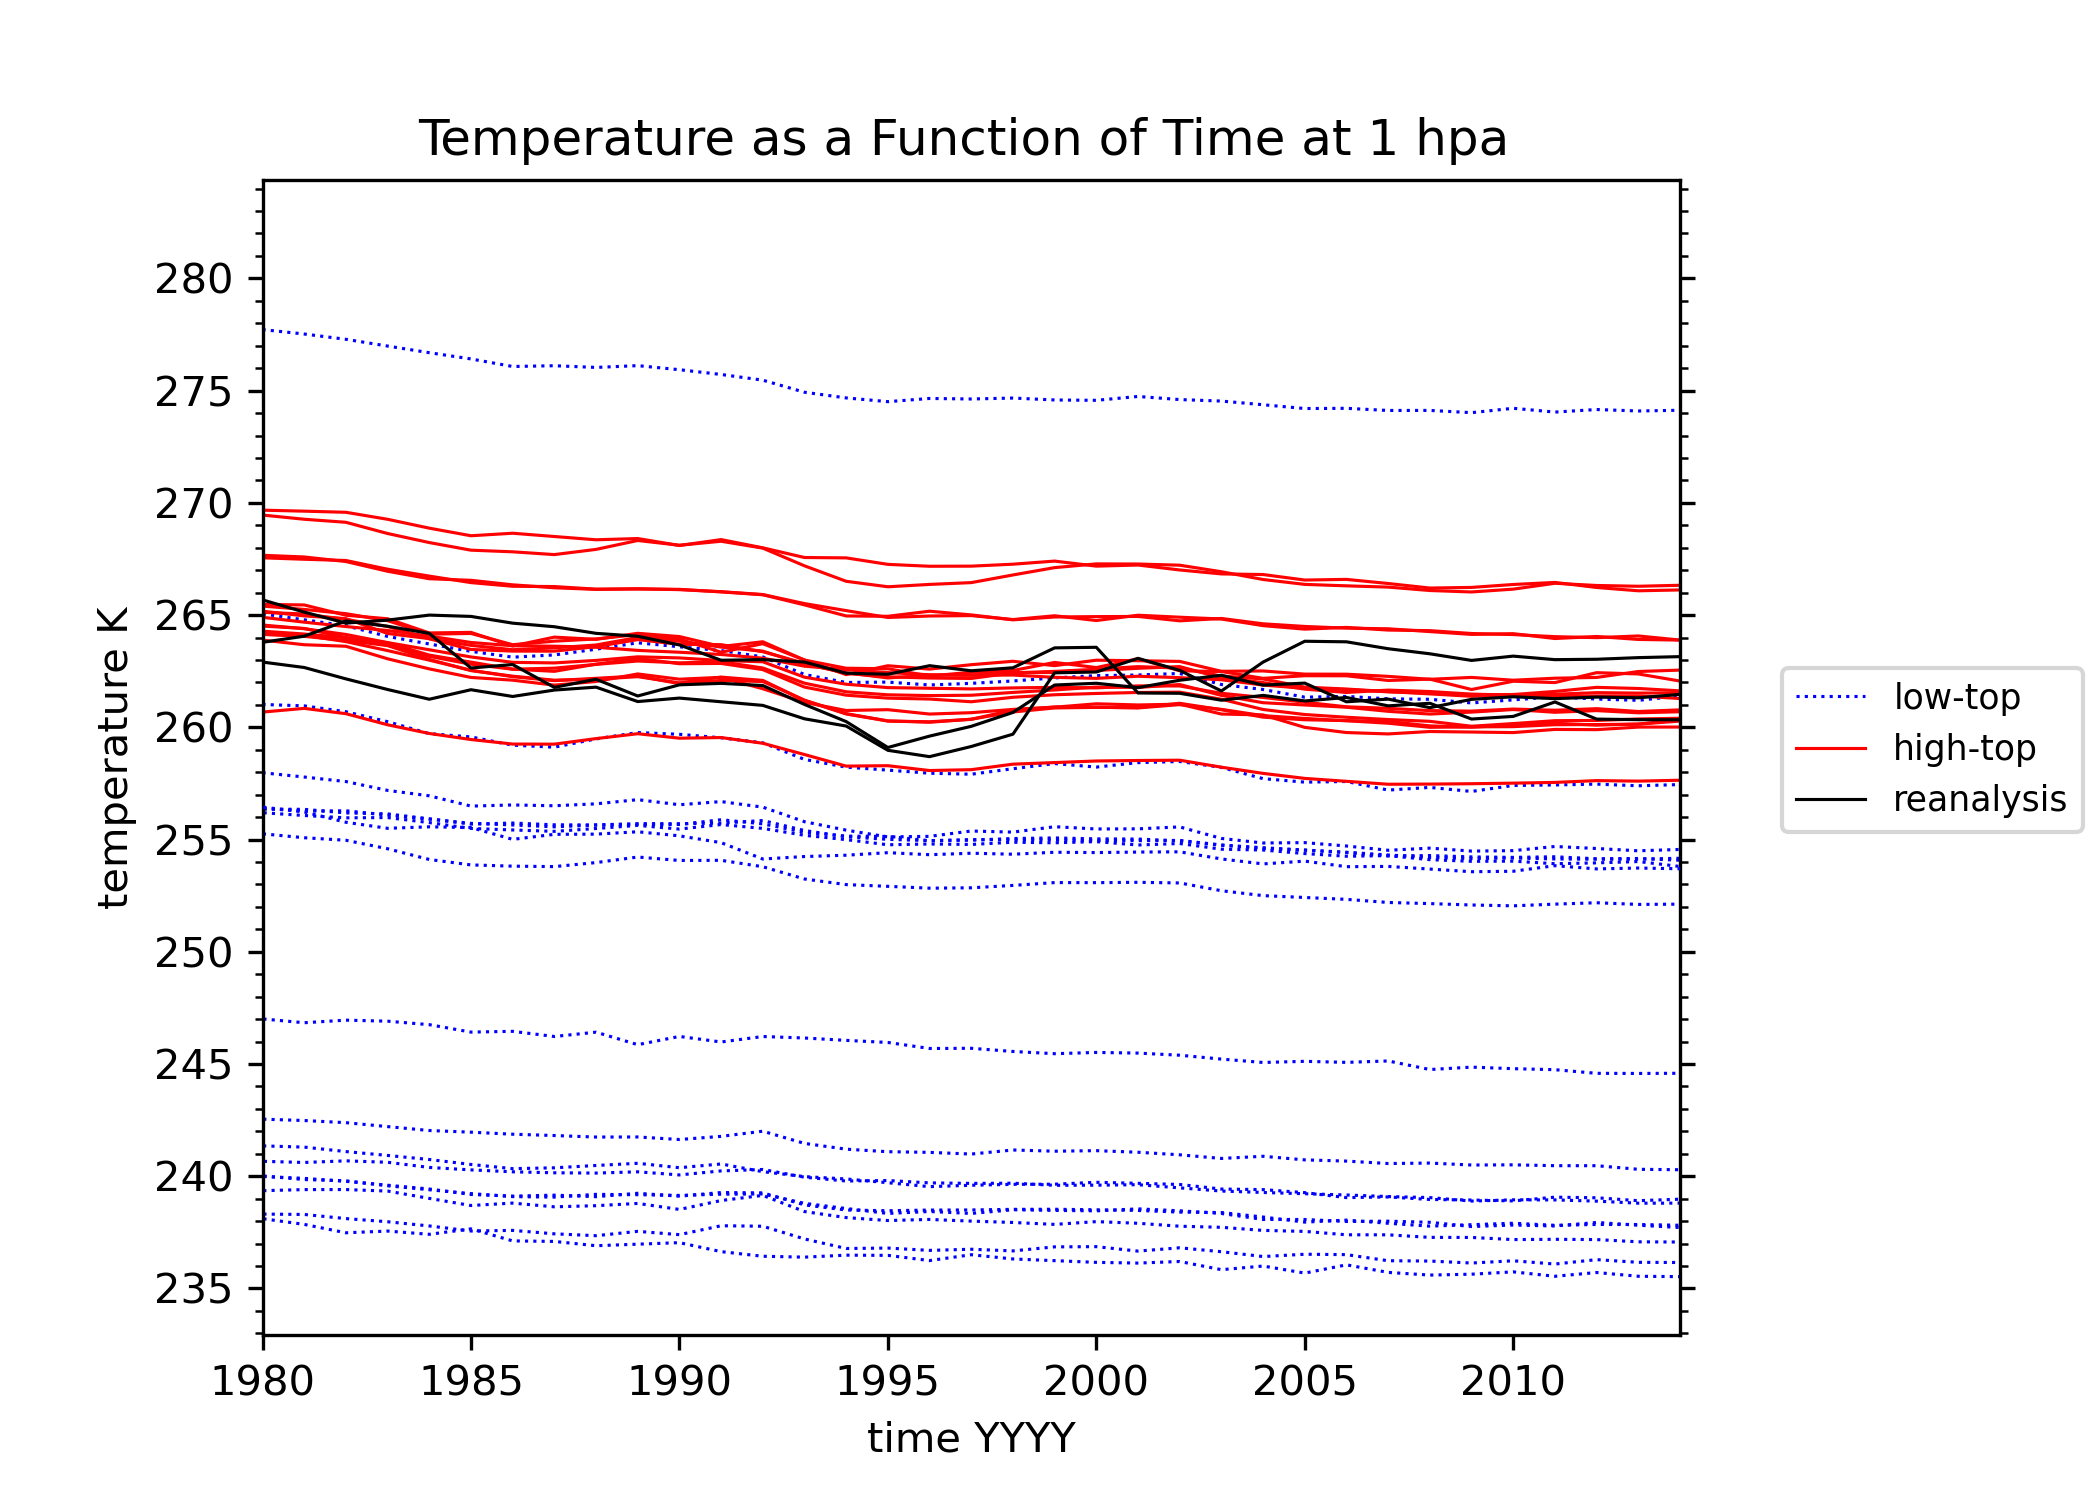 Temperature as a Function of Time at 1 hpa
280
275
270
265
260
255
250
245
240
235
temperature K
1980 1985 1990 1995 2000 2005 2010
time YYYY
low-top
high-top
reanalysis